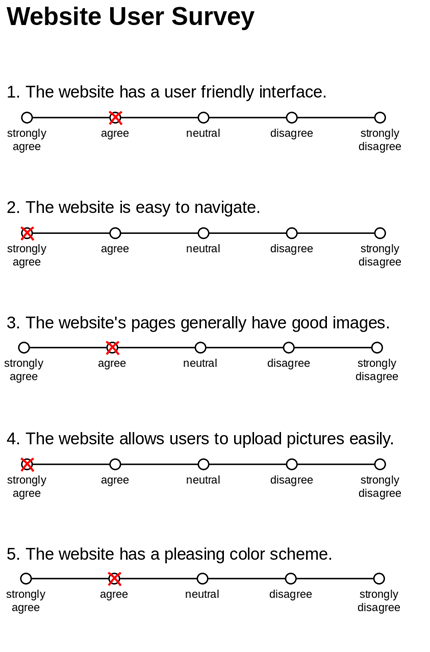 Website User Survey
1. The website has a user friendly interface.
strongly agree neutral disagree strongly
agree disagree
2. The website is easy to navigate.
strongly agree neutral disagree strongly
agree disagree
3. The website's pages generally have good images.
strongly agree neutral disagree strongly
agree disagree
4. The website allows users to upload pictures easily.
strongly agree neutral disagree strongly
agree disagree
5. The website has a pleasing color scheme.
strongly agree neutral disagree strongly
agree disagree